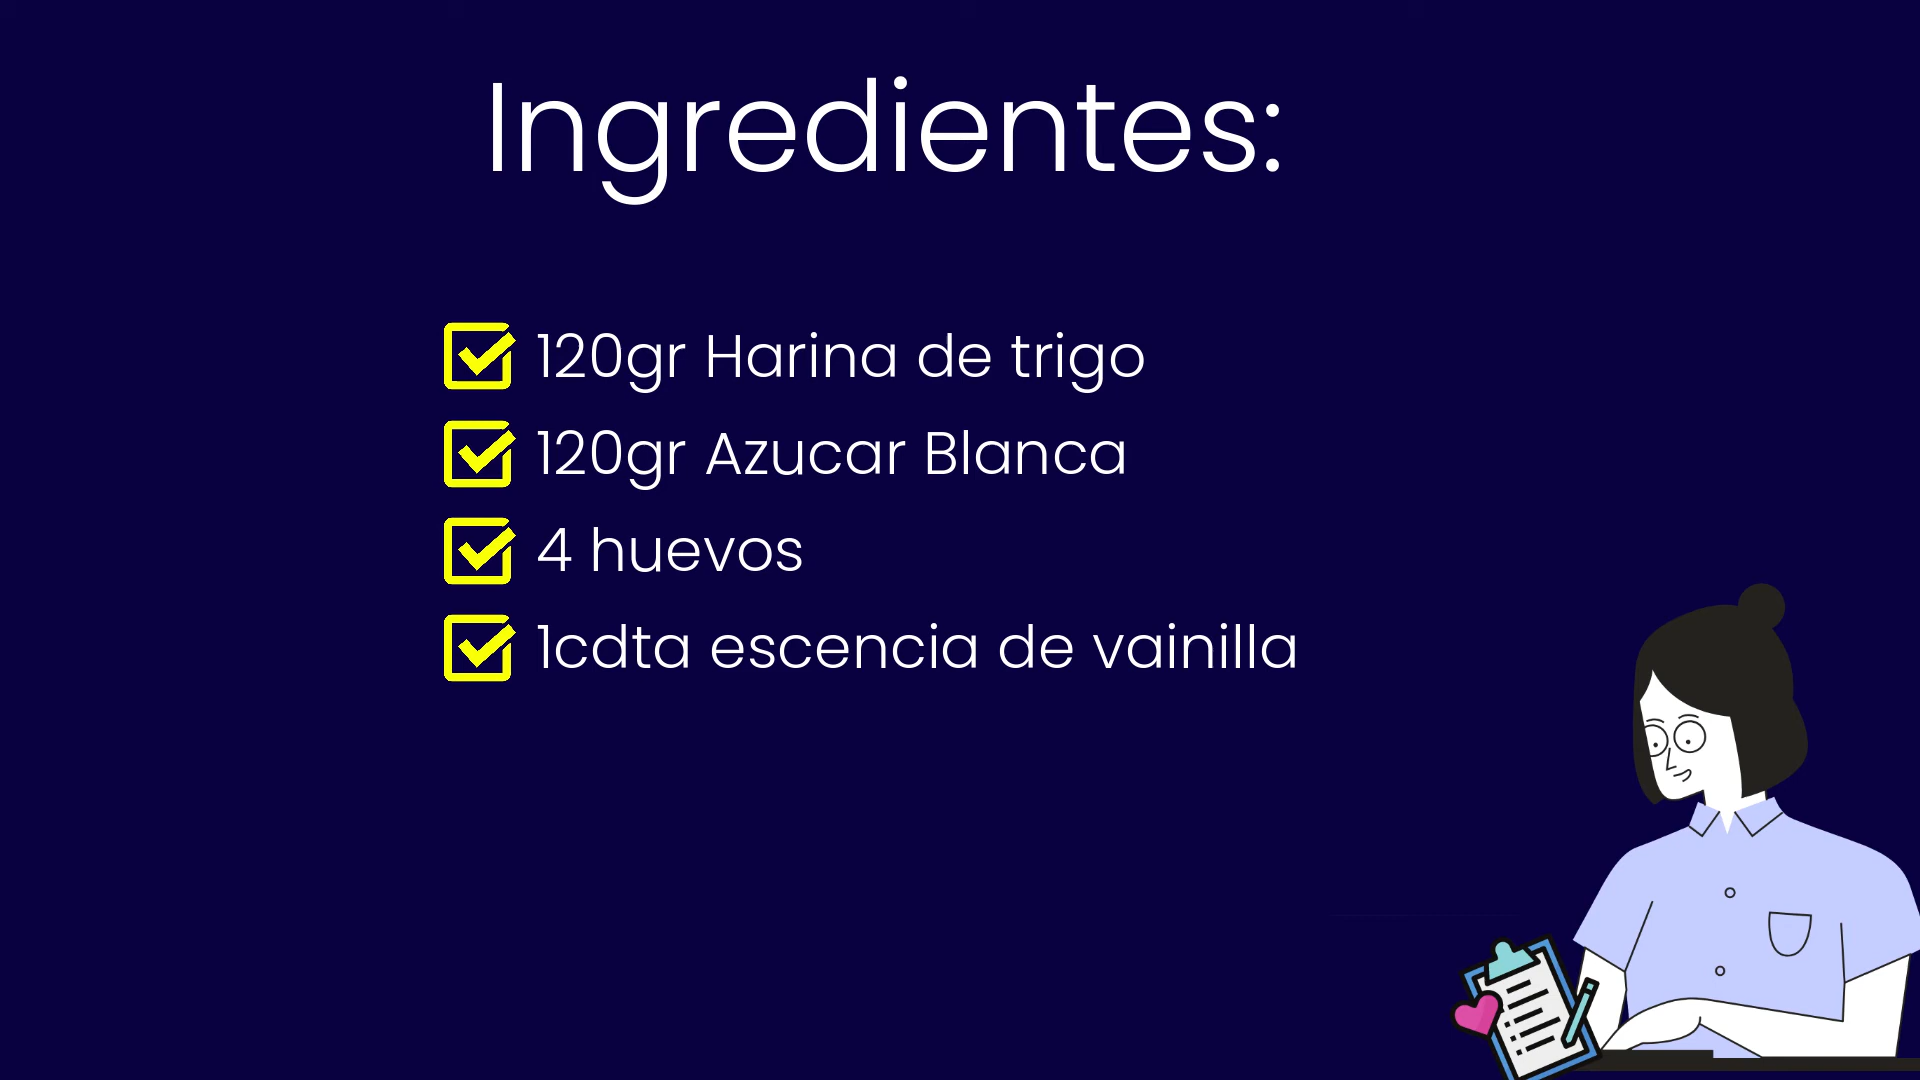 Ingredientes:
120gr Harina de trigo
120gr Azucar Blanca
4 huevos
1cdta escencia de vainilla